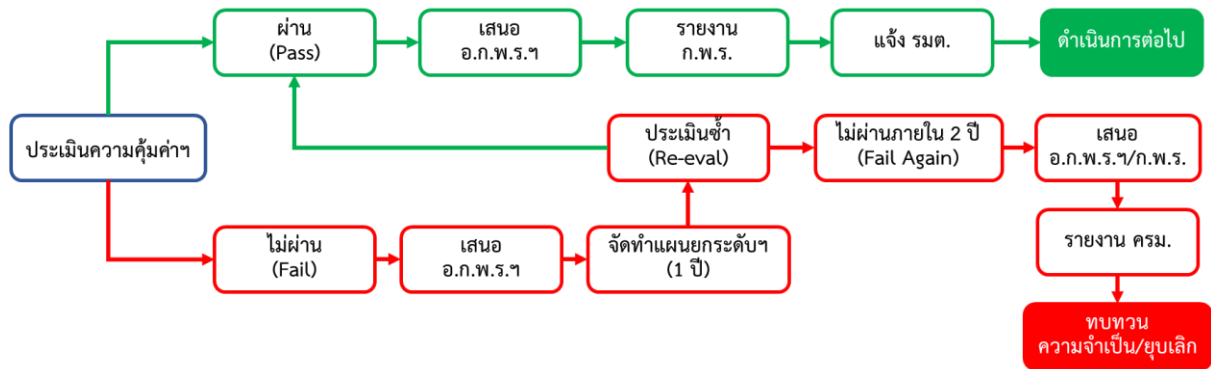 ผ่าน
(Pass)
เสนอ
อ.ก.พ.ร.ฯ
รายงาน
ก.พ.ร.
แจ้ง รมต.
ดำเนินการต่อไป
ประเมินความคุ้มค่าฯ
ประเมินซ้ำ
(Re-eval)
ไม่ผ่านภายใน 2 ปี
(Fail Again)
เสนอ
อ.ก.พ.ร.ฯ/ก.พ.ร.
ไม่ผ่าน
(Fail)
เสนอ
อ.ก.พ.ร.ฯ
จัดทำแผนยกระดับฯ
(1 ปี)
รายงาน ครม.
ทบทวน
ความจำเป็น/ยุบเลิก